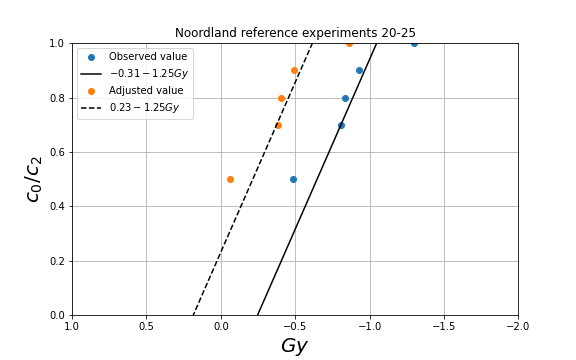 Noordland reference experiments 20-25
Observed value
−0.31 − 1.25Gy
Adjusted value
0.23 − 1.25Gy
1.0
0.8
0.6
0.4
0.2
0.0
c₀/c₂
1.0 0.5 0.0 −0.5 −1.0 −1.5 −2.0
Gy